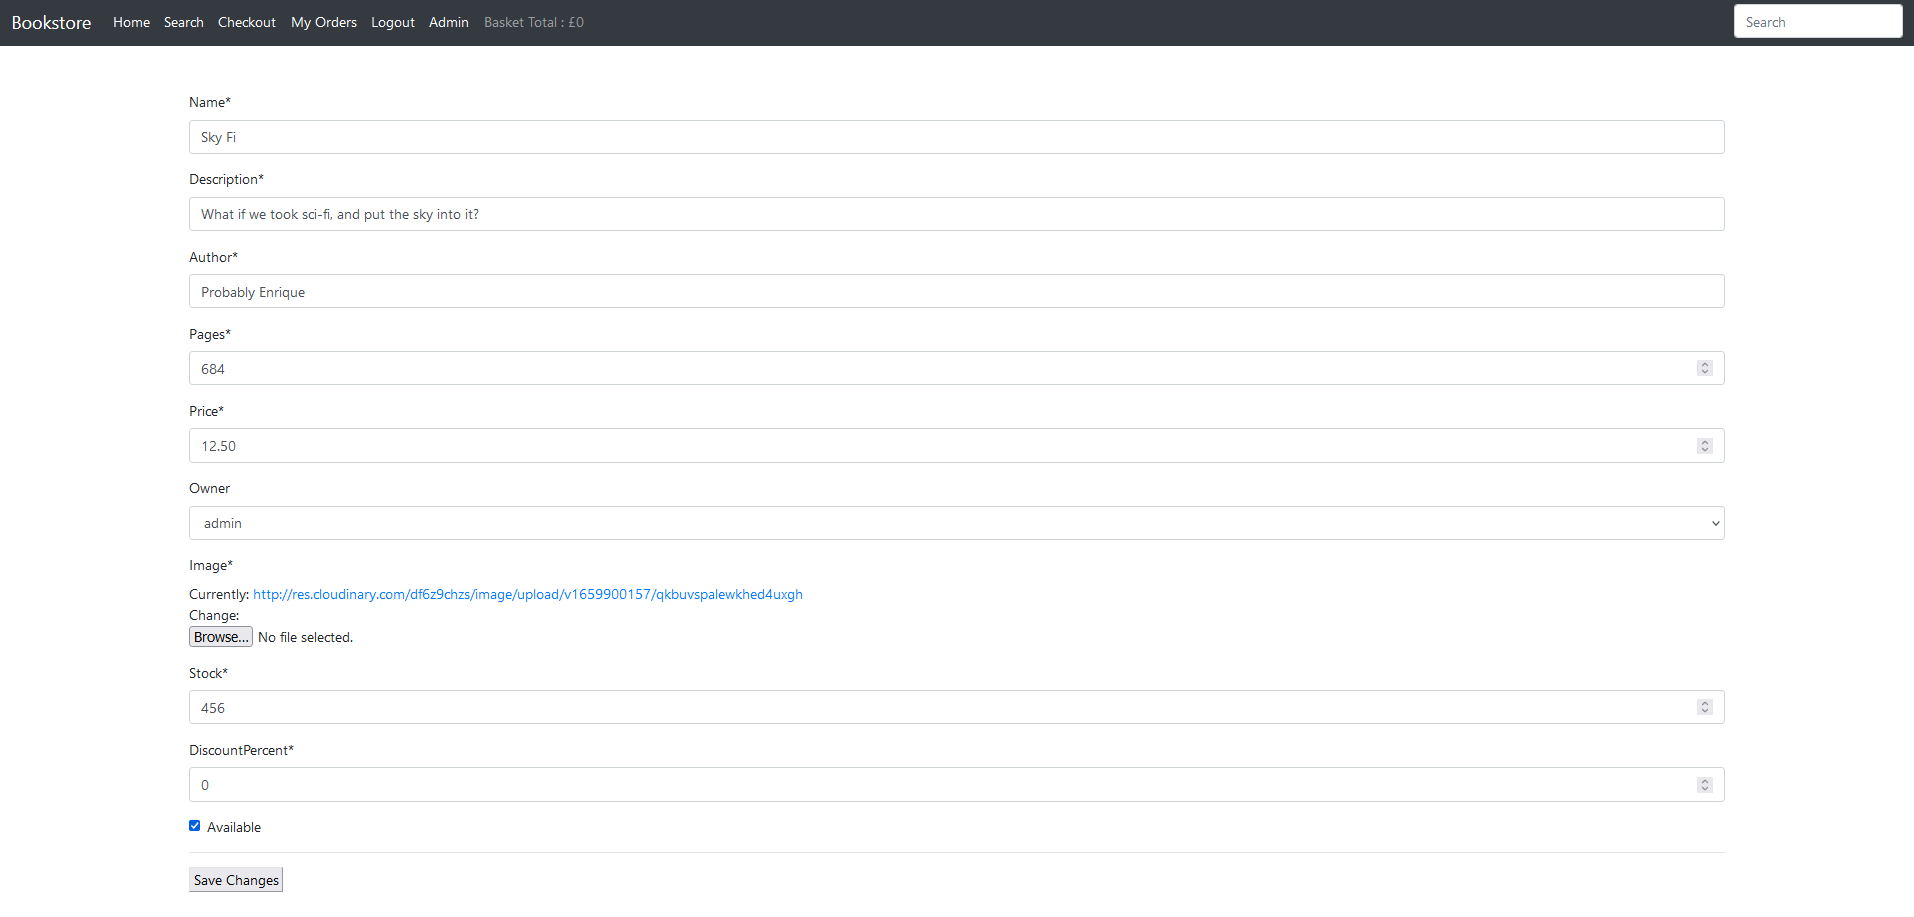 Bookstore Home Search Checkout My Orders Logout Admin Basket Total : £0 Search
Name*
Sky Fi
Description*
What if we took sci-fi, and put the sky into it?
Author*
Probably Enrique
Pages*
684
Price*
12.50
Owner
admin
Image*
Currently: http://res.cloudinary.com/df6z9chzs/image/upload/v1659900157/qkbuvspalewkhed4uxgh
Change:
Browse... No file selected.
Stock*
456
DiscountPercent*
0
Available
Save Changes